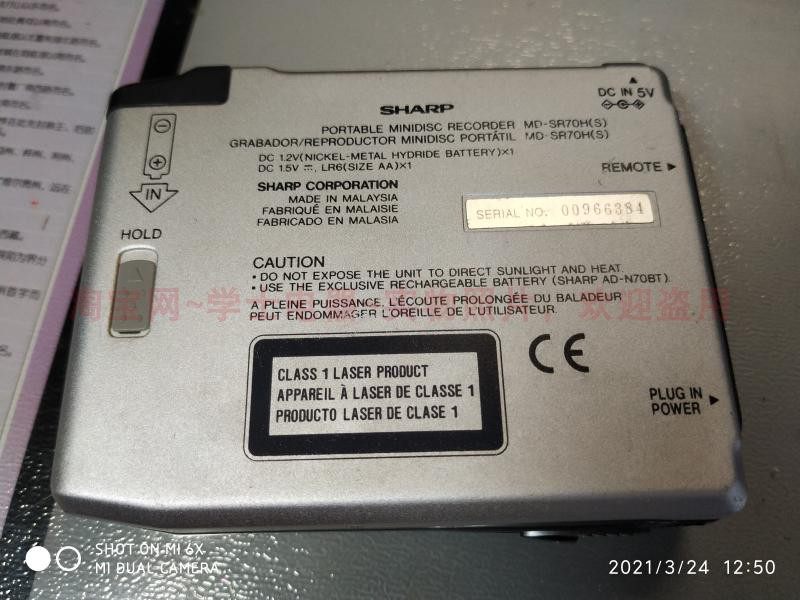 SHARP
PORTABLE MINIDISC RECORDER MD-SR70H(S)
GRABADOR/REPRODUCTOR MINIDISC PORTÁTIL MD-SR70H(S)
DC 1.2V(NICKEL-METAL HYDRIDE BATTERY)×1
DC 1.5V ⎓, LR6(SIZE AA)×1
SHARP CORPORATION
MADE IN MALAYSIA
FABRIQUÉ EN MALAISIE
FABRICADO EN MALASIA
SERIAL NO. 00966384
DC IN 5V
REMOTE ▶
IN
HOLD
CAUTION
• DO NOT EXPOSE THE UNIT TO DIRECT SUNLIGHT AND HEAT.
• USE THE EXCLUSIVE RECHARGEABLE BATTERY (SHARP AD-N70BT).
A PLEINE PUISSANCE, L'ÉCOUTE PROLONGÉE DU BALADEUR
PEUT ENDOMMAGER L'OREILLE DE L'UTILISATEUR.
CLASS 1 LASER PRODUCT
APPAREIL À LASER DE CLASSE 1
PRODUCTO LASER DE CLASE 1
CE
PLUG IN
POWER ▶
SHOT ON MI 6X
MI DUAL CAMERA
2021/3/24 12:50